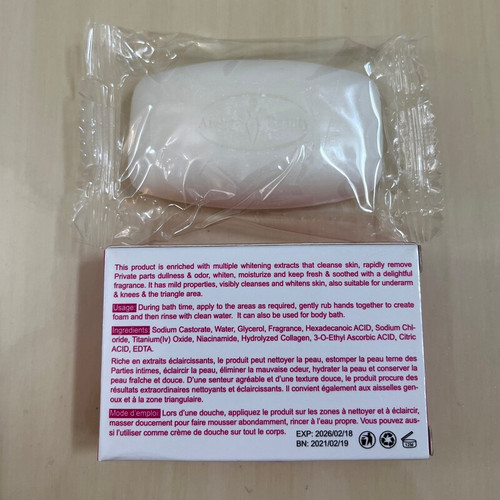 This product is enriched with multiple whitening extracts that cleanse skin, rapidly remove
Private parts dullness & odor, whiten, moisturize and keep fresh & soothed with a delightful
fragrance. It has mild properties, visibly cleanses and whitens skin, also suitable for underarm
& knees & the triangle area.
Usage: During bath time, apply to the areas as required, gently rub hands together to create
foam and then rinse with clean water. It can also be used for body bath.
Ingredients: Sodium Castorate, Water, Glycerol, Fragrance, Hexadecanoic ACID, Sodium Chl-
oride, Titanium(lv) Oxide, Niacinamide, Hydrolyzed Collagen, 3-O-Ethyl Ascorbic ACID, Citric
ACID, EDTA.
Riche en extraits éclaircissants, le produit peut nettoyer la peau, estomper la peau terne des
Parties intimes, éclaircir la peau, éliminer la mauvaise odeur, hydrater la peau et conserver la
peau fraîche et douce. D'une senteur agréable et d'une texture douce, le produit procure des
résultats extraordinaires nettoyants et éclaircissants. Il convient également aux aisselles gen-
oux et à la zone triangulaire.
Mode d'emploi: Lors d'une douche, appliquez le produit sur les zones à nettoyer et à éclaircir,
masser doucement pour faire mousser abondamment, rincer à l'eau propre. Vous pouvez aus-
si l'utiliser comme crème de douche sur tout le corps.
EXP: 2026/02/18
BN: 2021/02/19
12M